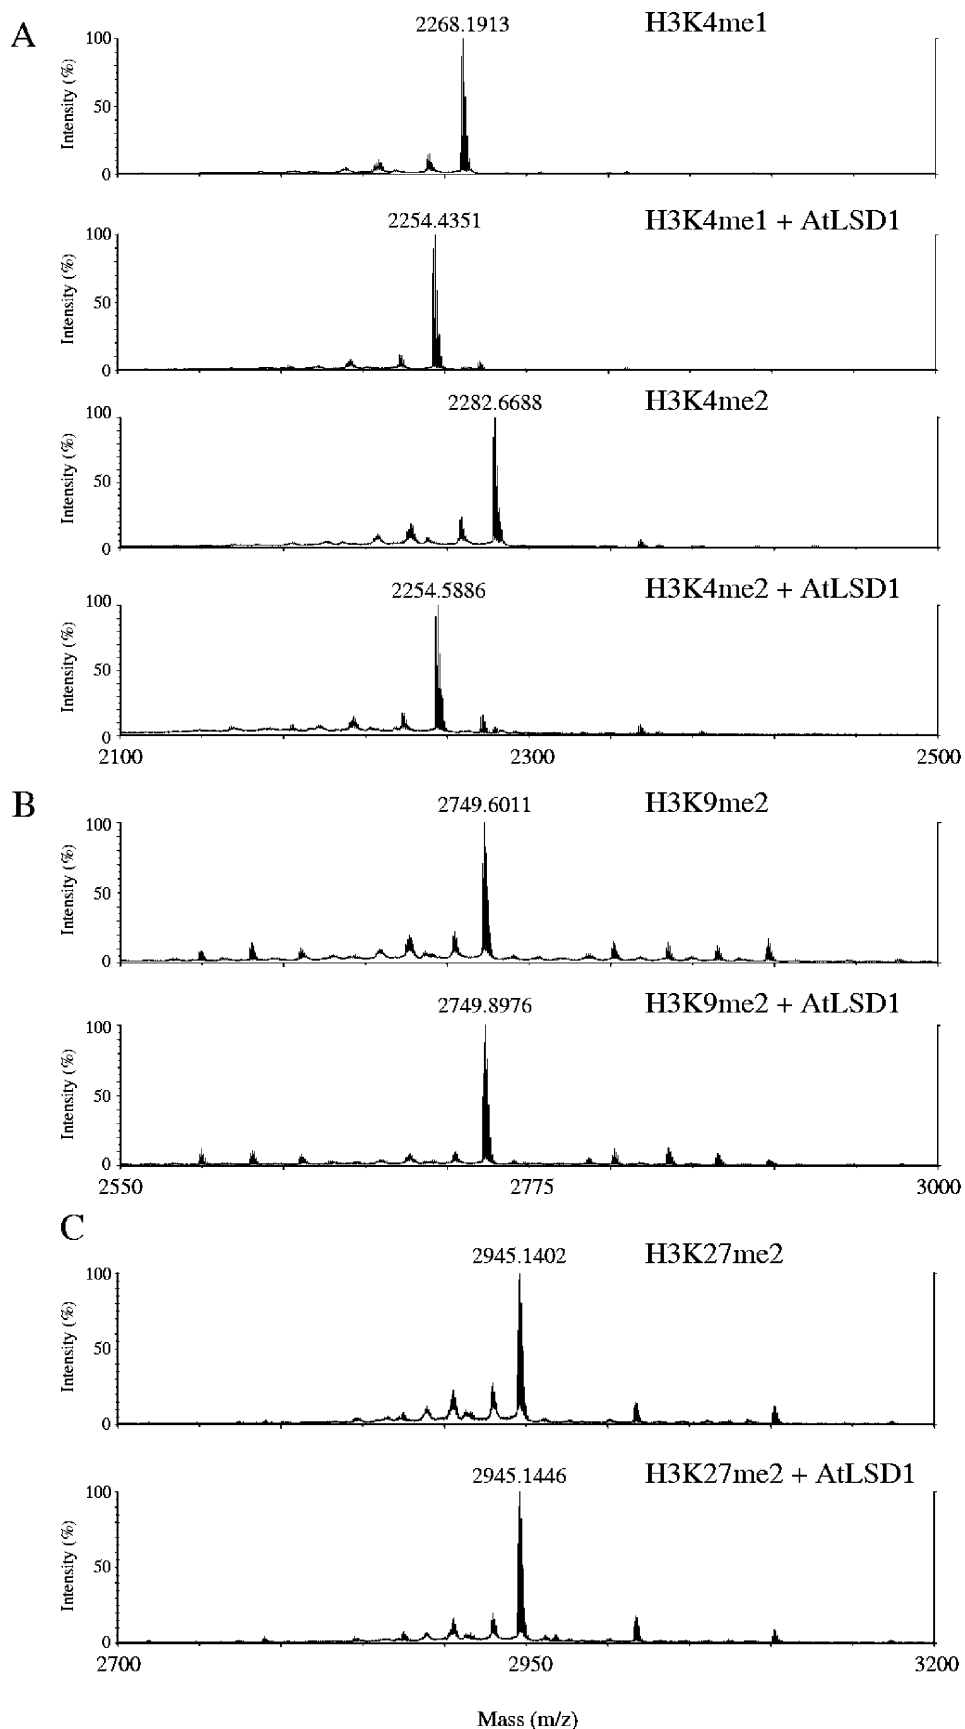 A
2268.1913
H3K4me1
Intensity (%)
100
50
0
2254.4351
H3K4me1 + AtLSD1
Intensity (%)
100
50
0
2282.6688
H3K4me2
Intensity (%)
100
50
0
2254.5886
H3K4me2 + AtLSD1
Intensity (%)
100
50
0
2100
2300
2500
B
2749.6011
H3K9me2
Intensity (%)
100
50
0
2749.8976
H3K9me2 + AtLSD1
Intensity (%)
100
50
0
2550
2775
3000
C
2945.1402
H3K27me2
Intensity (%)
100
50
0
2945.1446
H3K27me2 + AtLSD1
Intensity (%)
100
50
0
2700
2950
3200
Mass (m/z)